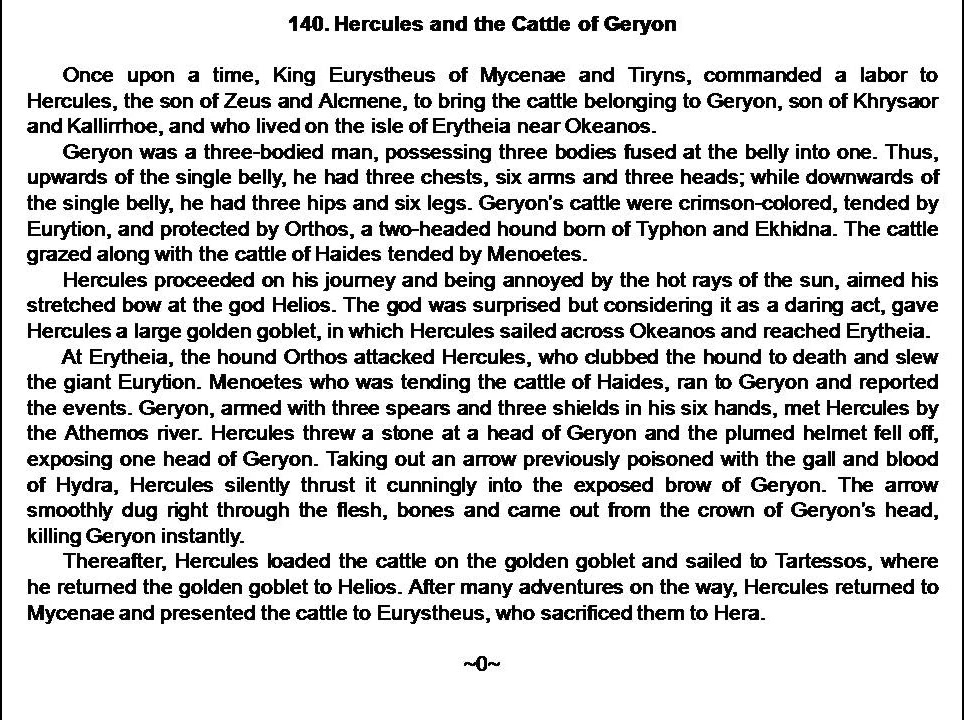 140. Hercules and the Cattle of Geryon
Once upon a time, King Eurystheus of Mycenae and Tiryns, commanded a labor to
Hercules, the son of Zeus and Alcmene, to bring the cattle belonging to Geryon, son of Khrysaor
and Kallirrhoe, and who lived on the isle of Erytheia near Okeanos.
Geryon was a three-bodied man, possessing three bodies fused at the belly into one. Thus,
upwards of the single belly, he had three chests, six arms and three heads; while downwards of
the single belly, he had three hips and six legs. Geryon's cattle were crimson-colored, tended by
Eurytion, and protected by Orthos, a two-headed hound born of Typhon and Ekhidna. The cattle
grazed along with the cattle of Haides tended by Menoetes.
Hercules proceeded on his journey and being annoyed by the hot rays of the sun, aimed his
stretched bow at the god Helios. The god was surprised but considering it as a daring act, gave
Hercules a large golden goblet, in which Hercules sailed across Okeanos and reached Erytheia.
At Erytheia, the hound Orthos attacked Hercules, who clubbed the hound to death and slew
the giant Eurytion. Menoetes who was tending the cattle of Haides, ran to Geryon and reported
the events. Geryon, armed with three spears and three shields in his six hands, met Hercules by
the Athemos river. Hercules threw a stone at a head of Geryon and the plumed helmet fell off,
exposing one head of Geryon. Taking out an arrow previously poisoned with the gall and blood
of Hydra, Hercules silently thrust it cunningly into the exposed brow of Geryon. The arrow
smoothly dug right through the flesh, bones and came out from the crown of Geryon's head,
killing Geryon instantly.
Thereafter, Hercules loaded the cattle on the golden goblet and sailed to Tartessos, where
he returned the golden goblet to Helios. After many adventures on the way, Hercules returned to
Mycenae and presented the cattle to Eurystheus, who sacrificed them to Hera.
~0~